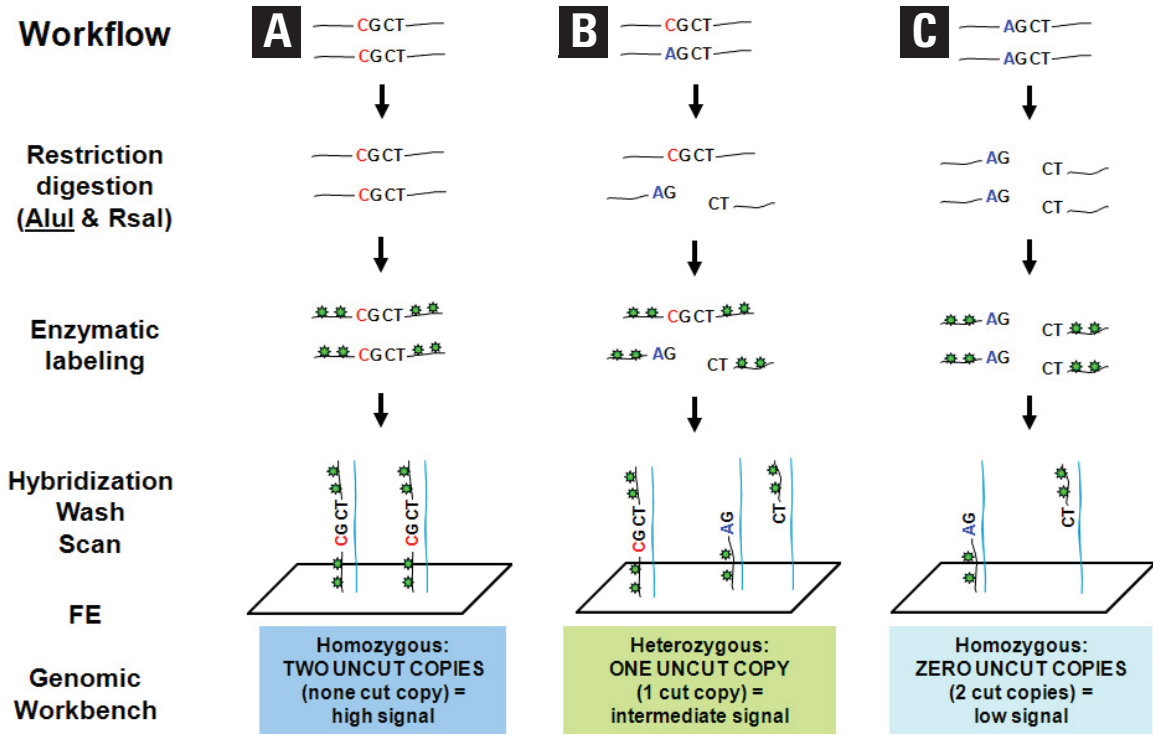 Workflow
A
CGCT
CGCT
B
CGCT
AGCT
C
AGCT
AGCT
Restriction
digestion
(AluI & RsaI)
CGCT
CGCT
CGCT
AG CT
AG CT
AG CT
Enzymatic
labeling
CGCT
CGCT
CGCT
AG CT
AG CT
AG CT
Hybridization
Wash
Scan
CGCT
CGCT
CGCT
AG
CT
AG
CT
FE
Genomic
Workbench
Homozygous:
TWO UNCUT COPIES
(none cut copy) =
high signal
Heterozygous:
ONE UNCUT COPY
(1 cut copy) =
intermediate signal
Homozygous:
ZERO UNCUT COPIES
(2 cut copies) =
low signal